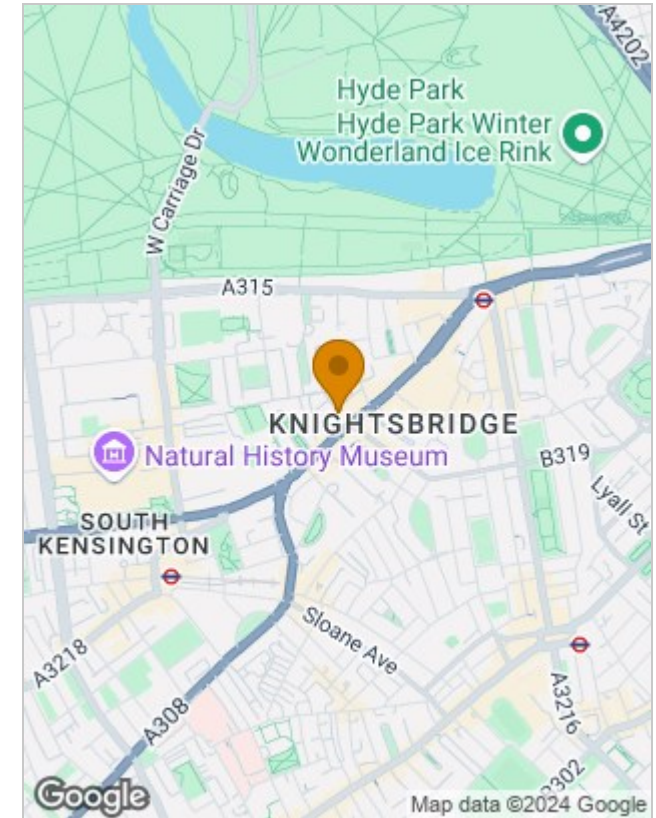 A4202
Hyde Park
Hyde Park Winter
Wonderland Ice Rink
W Carriage Dr
A315
KNIGHTSBRIDGE
Natural History Museum
B319
Lyall St
SOUTH
KENSINGTON
Sloane Ave
A3218
A308
A3216
Google
Map data ©2024 Google